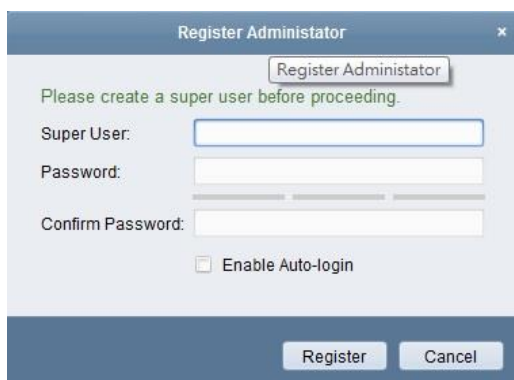 Register Administator
×
Register Administator
Please create a super user before proceeding.
Super User:
Password:
Confirm Password:
Enable Auto-login
Register
Cancel